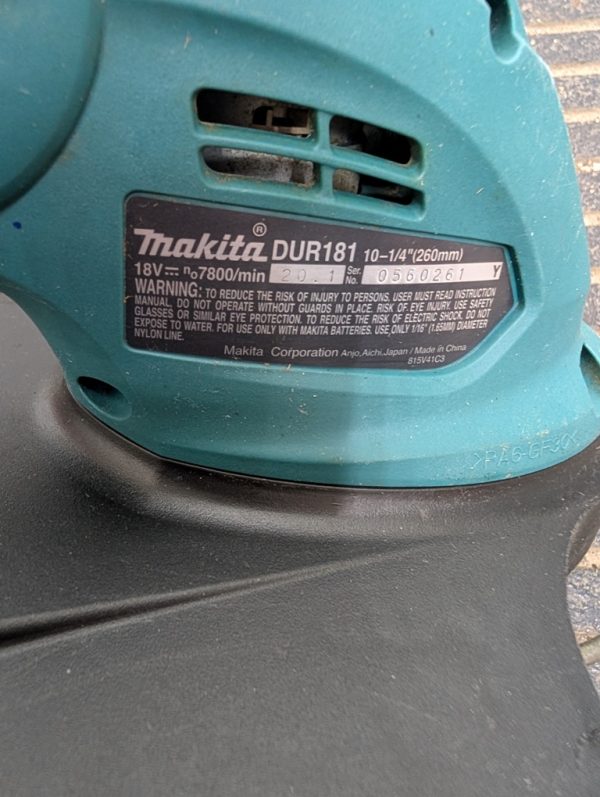 makita ® DUR181 10-1/4"(260mm)
18V⎓ n₀7800/min 20.1 Ser. No. 0560261 Y
WARNING: TO REDUCE THE RISK OF INJURY TO PERSONS. USER MUST READ INSTRUCTION
MANUAL. DO NOT OPERATE WITHOUT GUARDS IN PLACE. RISK OF EYE INJURY. USE SAFETY
GLASSES OR SIMILAR EYE PROTECTION. TO REDUCE THE RISK OF ELECTRIC SHOCK. DO NOT
EXPOSE TO WATER. FOR USE ONLY WITH MAKITA BATTERIES. USE ONLY 1/16" (1.65MM) DIAMETER
NYLON LINE.
Makita Corporation Anjo, Aichi, Japan / Made in China
815V41C3
>PA6-GF30<